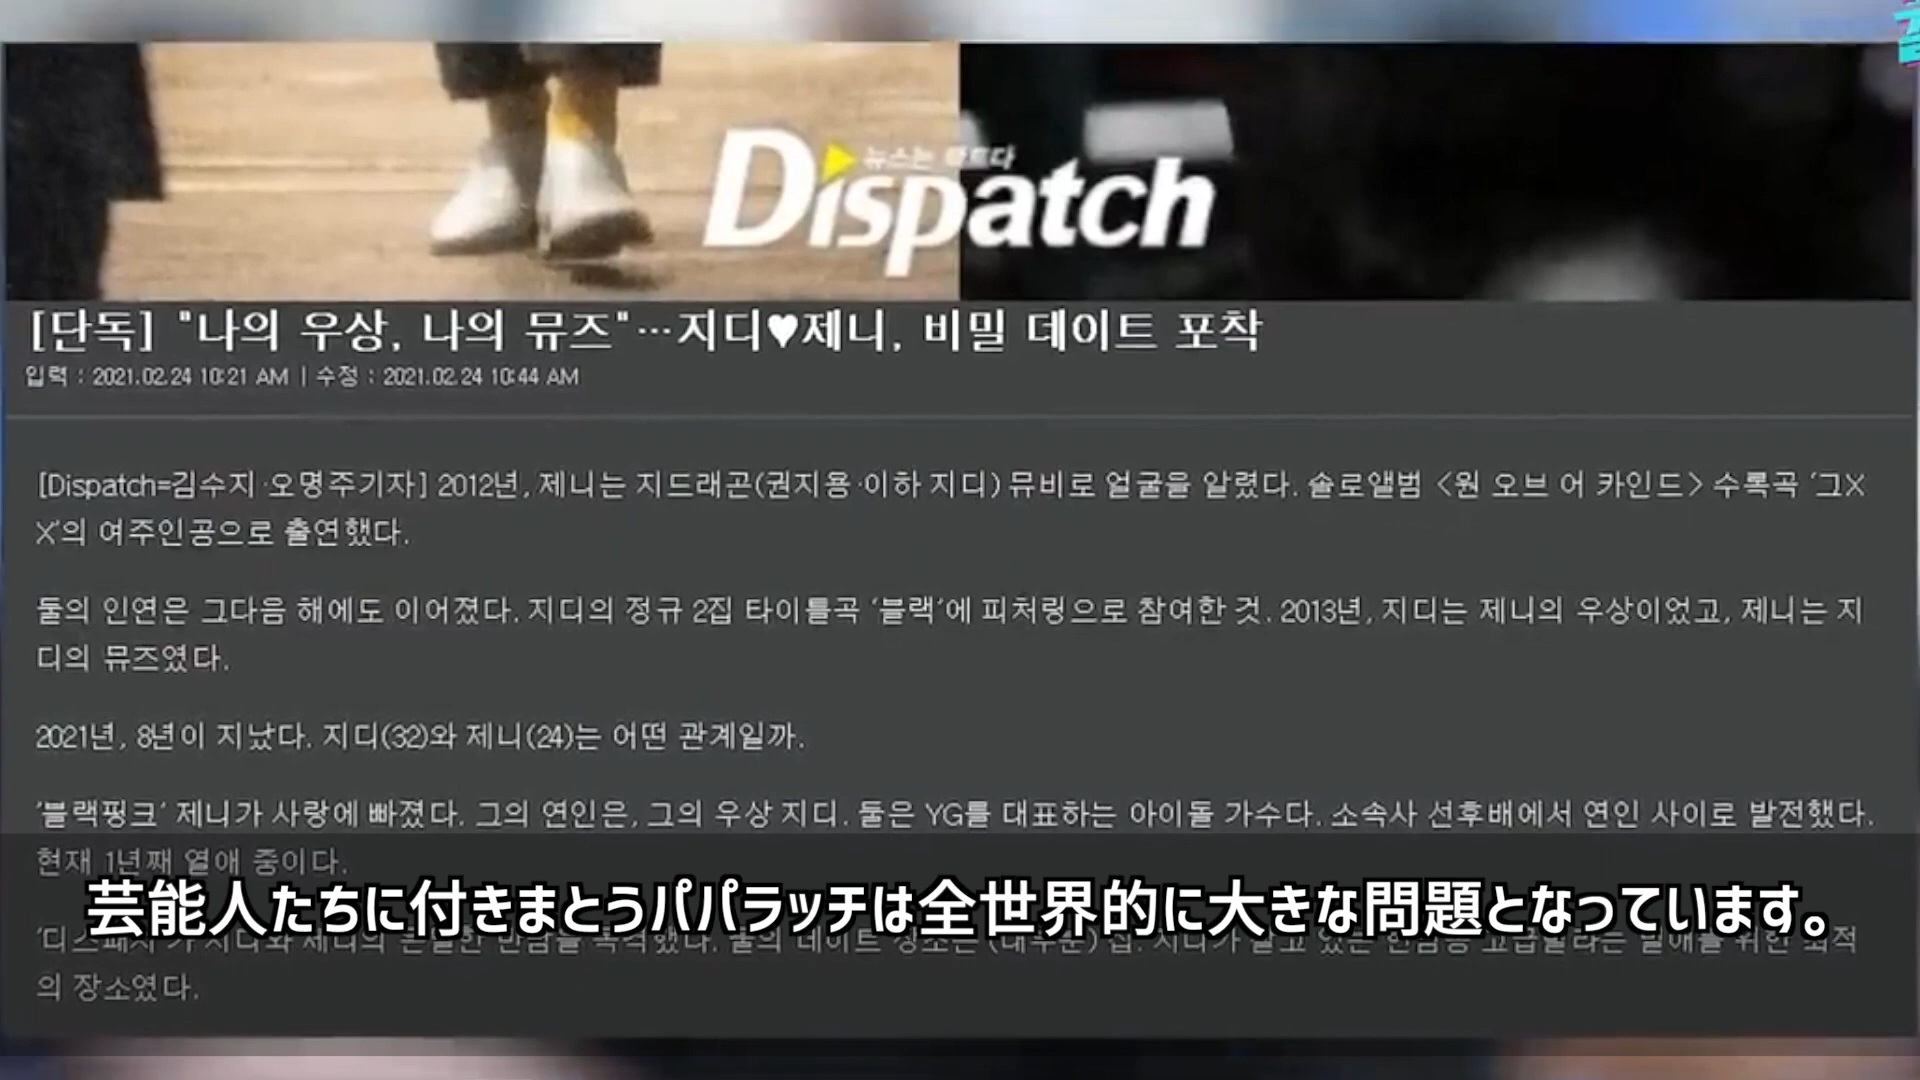 뉴스는 팩트다
Dispatch
[단독] "나의 우상, 나의 뮤즈"…지디♥제니, 비밀 데이트 포착
입력 : 2021.02.24 10:21 AM | 수정 : 2021.02.24 10:44 AM
[Dispatch=김수지·오명주기자] 2012년, 제니는 지드래곤(권지용·이하 지디) 뮤비로 얼굴을 알렸다. 솔로앨범 <원 오브 어 카인드> 수록곡 '그X
X'의 여주인공으로 출연했다.
둘의 인연은 그다음 해에도 이어졌다. 지디의 정규 2집 타이틀곡 '블랙'에 피처링으로 참여한 것. 2013년, 지디는 제니의 우상이었고, 제니는 지
디의 뮤즈였다.
2021년, 8년이 지났다. 지디(32)와 제니(24)는 어떤 관계일까.
'블랙핑크' 제니가 사랑에 빠졌다. 그의 연인은, 그의 우상 지디. 둘은 YG를 대표하는 아이돌 가수다. 소속사 선후배에서 연인 사이로 발전했다.
현재 1년째 열애 중이다.
芸能人たちに付きまとうパパラッチは全世界的に大きな問題となっています。
의 장소였다.